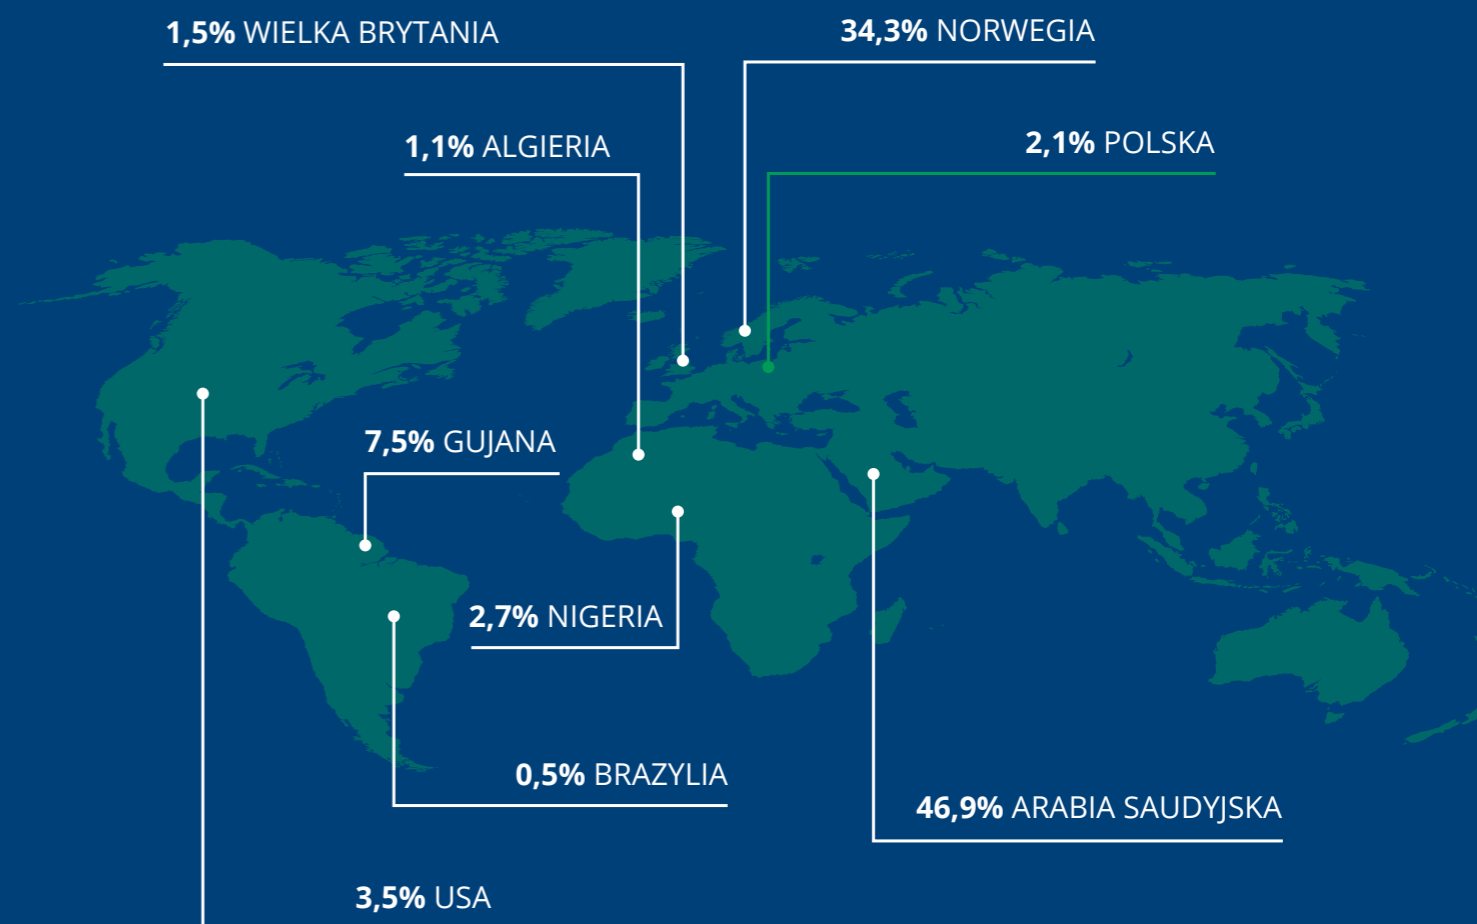 1,5% WIELKA BRYTANIA
34,3% NORWEGIA
1,1% ALGIERIA
2,1% POLSKA
7,5% GUJANA
2,7% NIGERIA
0,5% BRAZYLIA
46,9% ARABIA SAUDYJSKA
3,5% USA